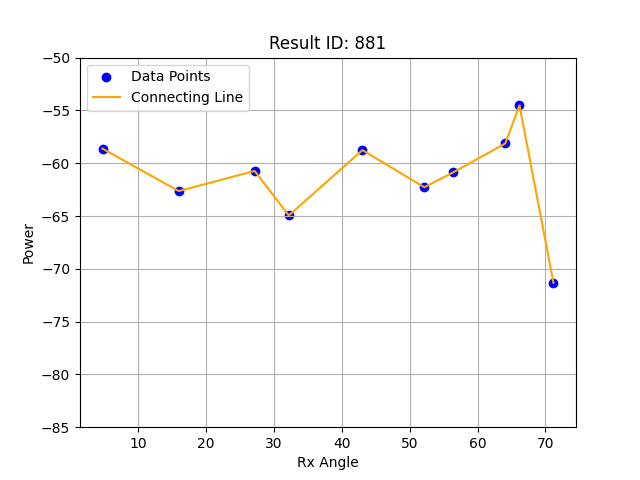 Result ID: 881
Data Points
Connecting Line
Power
−50
−55
−60
−65
−70
−75
−80
−85
10 20 30 40 50 60 70
Rx Angle